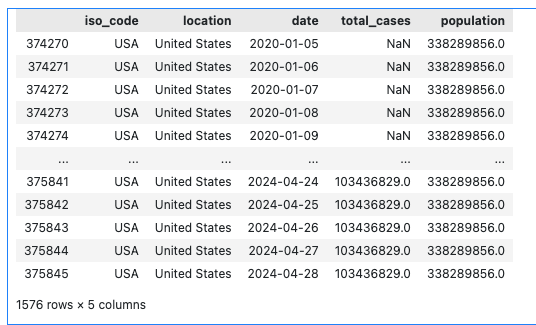 iso_code location date total_cases population
374270 USA United States 2020-01-05 NaN 338289856.0
374271 USA United States 2020-01-06 NaN 338289856.0
374272 USA United States 2020-01-07 NaN 338289856.0
374273 USA United States 2020-01-08 NaN 338289856.0
374274 USA United States 2020-01-09 NaN 338289856.0
... ... ... ... ... ...
375841 USA United States 2024-04-24 103436829.0 338289856.0
375842 USA United States 2024-04-25 103436829.0 338289856.0
375843 USA United States 2024-04-26 103436829.0 338289856.0
375844 USA United States 2024-04-27 103436829.0 338289856.0
375845 USA United States 2024-04-28 103436829.0 338289856.0
1576 rows × 5 columns